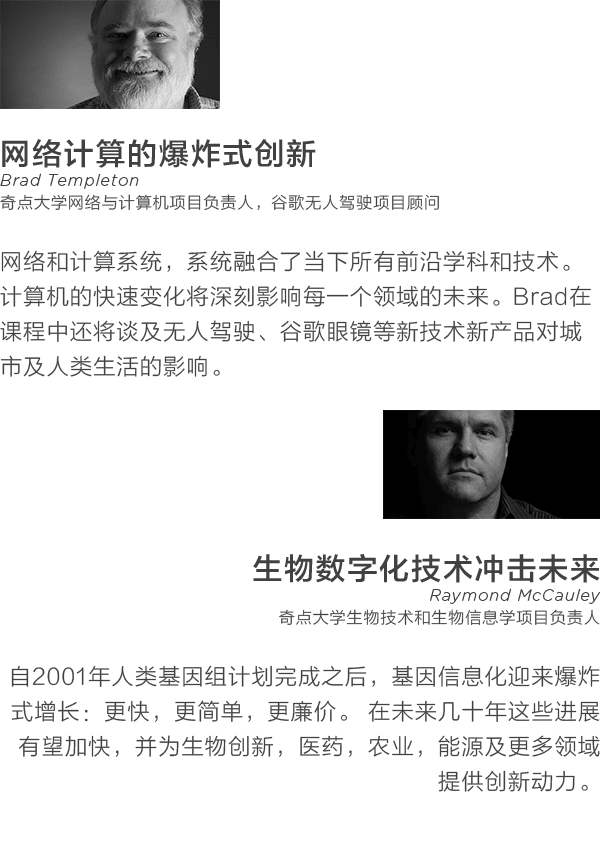 网络计算的爆炸式创新
Brad Templeton
奇点大学网络与计算机项目负责人，谷歌无人驾驶项目顾问
网络和计算系统，系统融合了当下所有前沿学科和技术。
计算机的快速变化将深刻影响每一个领域的未来。Brad在
课程中还将谈及无人驾驶、谷歌眼镜等新技术新产品对城
市及人类生活的影响。
生物数字化技术冲击未来
Raymond McCauley
奇点大学生物技术和生物信息学项目负责人
自2001年人类基因组计划完成之后，基因信息化迎来爆炸
式增长：更快，更简单，更廉价。 在未来几十年这些进展
有望加快，并为生物创新，医药，农业，能源及更多领域
提供创新动力。